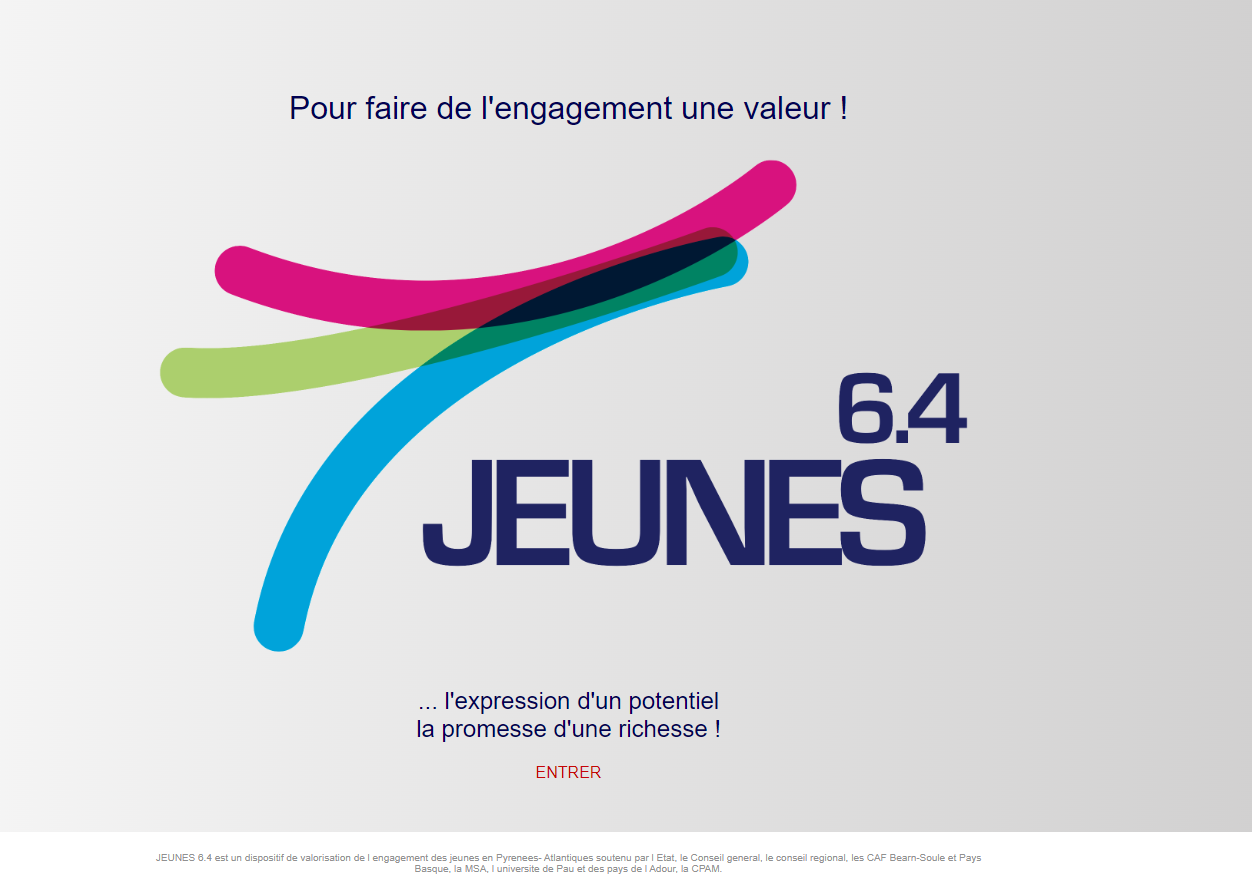 Pour faire de l'engagement une valeur !
6.4
JEUNES
... l'expression d'un potentiel
la promesse d'une richesse !
ENTRER
JEUNES 6.4 est un dispositif de valorisation de l engagement des jeunes en Pyrenees- Atlantiques soutenu par l Etat, le Conseil general, le conseil regional, les CAF Bearn-Soule et Pays
Basque, la MSA, l universite de Pau et des pays de l Adour, la CPAM.